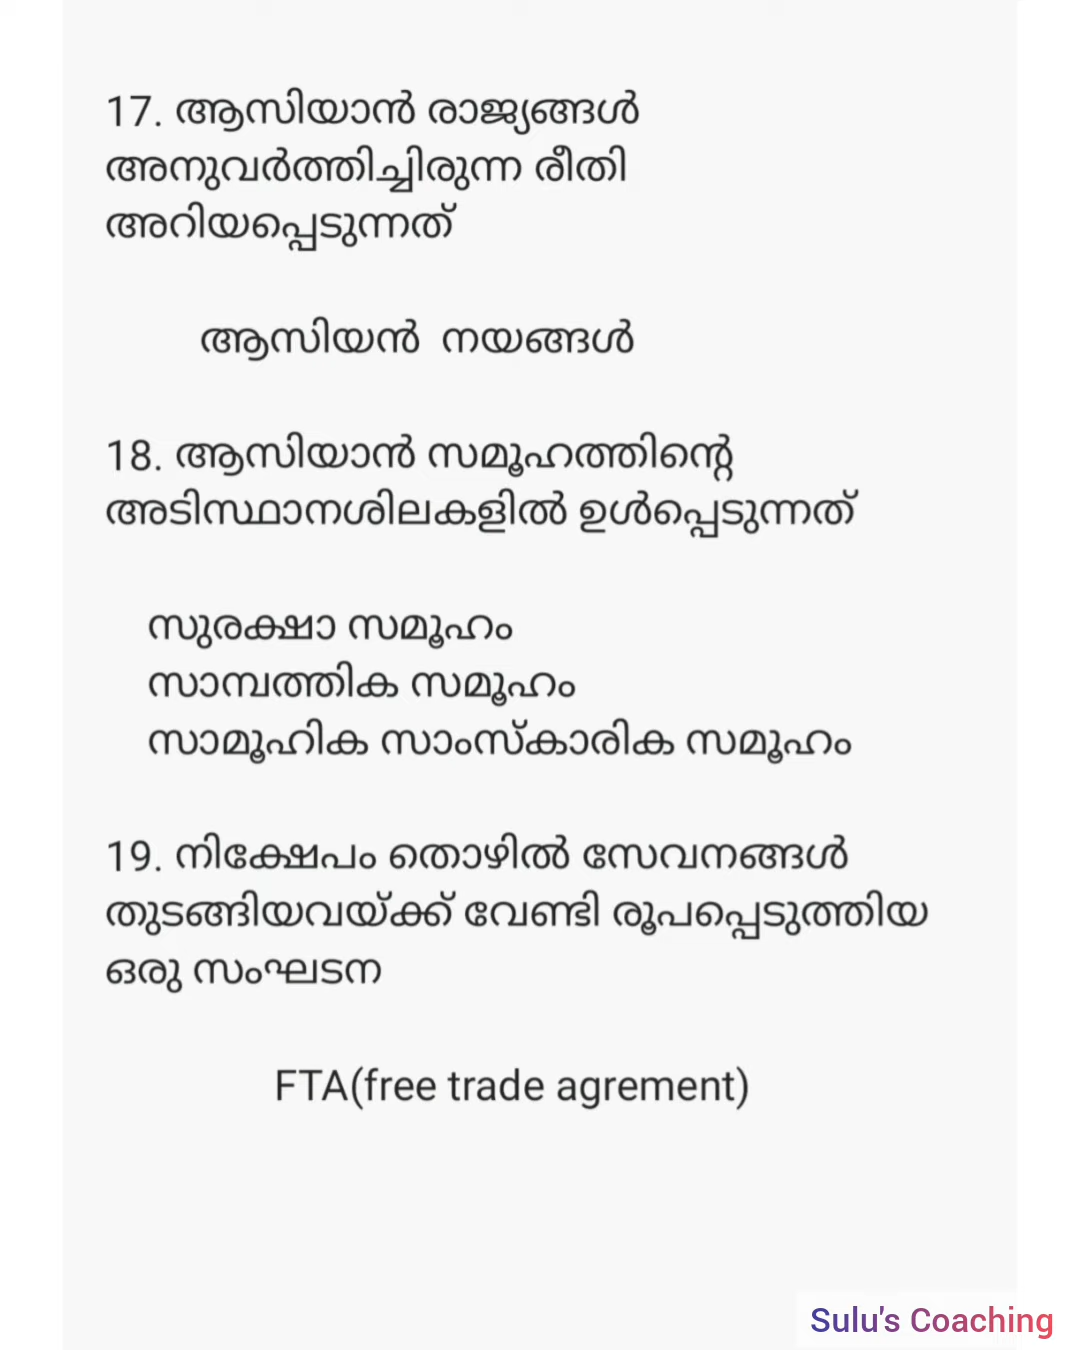 17. ആസിയാൻ രാജ്യങ്ങൾ
അനുവർത്തിച്ചിരുന്ന രീതി
അറിയപ്പെടുന്നത്
ആസിയൻ നയങ്ങൾ
18. ആസിയാൻ സമൂഹത്തിന്റെ
അടിസ്ഥാനശിലകളിൽ ഉൾപ്പെടുന്നത്
സുരക്ഷാ സമൂഹം
സാമ്പത്തിക സമൂഹം
സാമൂഹിക സാംസ്കാരിക സമൂഹം
19. നിക്ഷേപം തൊഴിൽ സേവനങ്ങൾ
തുടങ്ങിയവയ്ക്ക് വേണ്ടി രൂപപ്പെടുത്തിയ
ഒരു സംഘടന
FTA(free trade agrement)
Sulu's Coaching